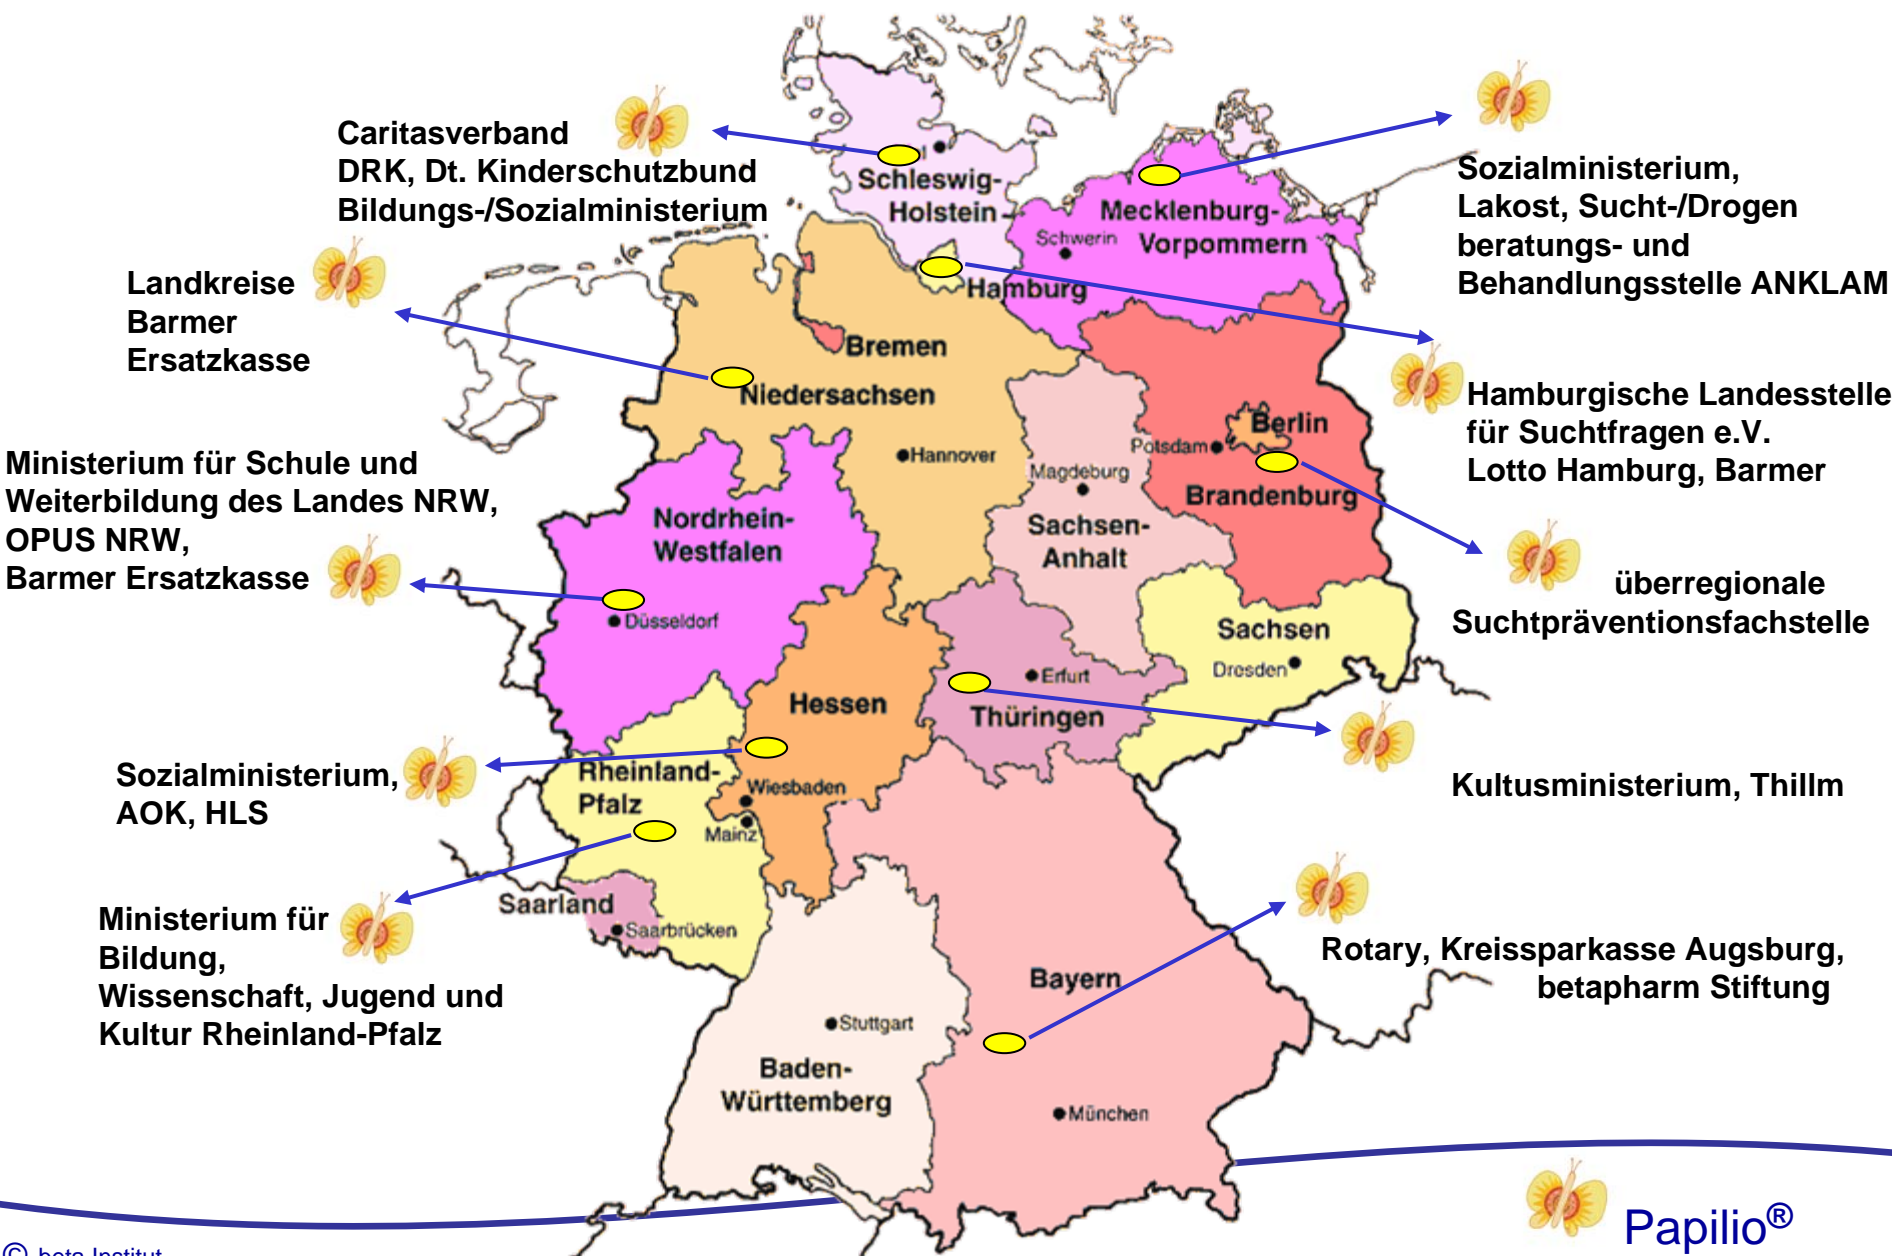 Caritasverband
DRK, Dt. Kinderschutzbund
Bildungs-/Sozialministerium
Landkreise
Barmer
Ersatzkasse
Ministerium für Schule und
Weiterbildung des Landes NRW,
OPUS NRW,
Barmer Ersatzkasse
Sozialministerium,
AOK, HLS
Ministerium für
Bildung,
Wissenschaft, Jugend und
Kultur Rheinland-Pfalz
Schleswig-
Holstein
Mecklenburg-
Vorpommern
Schwerin
Hamburg
Bremen
Niedersachsen
Hannover
Berlin
Potsdam
Brandenburg
Magdeburg
Sachsen-
Anhalt
Nordrhein-
Westfalen
Düsseldorf
Sachsen
Dresden
Erfurt
Thüringen
Hessen
Wiesbaden
Rheinland-
Pfalz
Mainz
Saarland
Saarbrücken
Bayern
Stuttgart
Baden-
Württemberg
München
Sozialministerium,
Lakost, Sucht-/Drogen
beratungs- und
Behandlungsstelle ANKLAM
Hamburgische Landesstelle
für Suchtfragen e.V.
Lotto Hamburg, Barmer
überregionale
Suchtpräventionsfachstelle
Kultusministerium, Thillm
Rotary, Kreissparkasse Augsburg,
betapharm Stiftung
Papilio®
© beta Institut